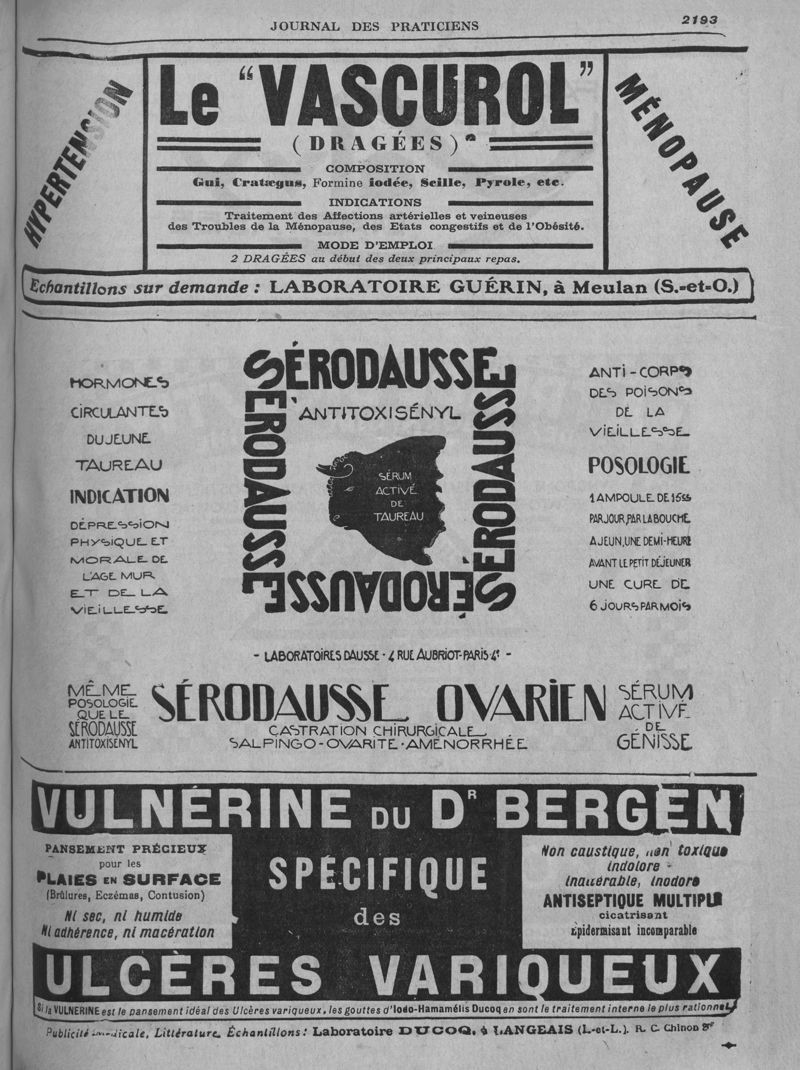 JOURNAL DES PRATICIENS
2193
HYPERTENSION
Le "VASCUROL"
(DRAGÉES)
COMPOSITION
Gui, Cratægus, Formine iodée, Scille, Pyrole, etc.
INDICATIONS
Traitement des Affections artérielles et veineuses
des Troubles de la Ménopause, des Etats congestifs et de l'Obésité.
MODE D'EMPLOI
2 DRAGÉES au début des deux principaux repas.
MÉNOPAUSE
Echantillons sur demande : LABORATOIRE GUÉRIN, à Meulan (S.-et-O.)
HORMONES
CIRCULANTES
DU JEUNE
TAUREAU
INDICATION
DÉPRESSION
PHYSIQUE ET
MORALE DE
L'AGE MUR
ET DE LA
VIEILLESSE
SÉRODAUSSE
SÉRODAUSSE
SÉRODAUSSE
SÉRODAUSSE
ANTITOXISÉNYL
SÉRUM
ACTIVÉ
DE
TAUREAU
ANTI-CORPS
DES POISONS
DE LA
VIEILLESSE
POSOLOGIE
1 AMPOULE DE
PAR JOUR, PAR LA BOUCHE
A JEUN, UNE DEMI-HEURE
AVANT LE PETIT DÉJEUNER
UNE CURE DE
6 JOURS PAR MOIS
- LABORATOIRES DAUSSE - 4 RUE AUBRIOT - PARIS-4e -
MÊME
POSOLOGIE
QUE LE
SÉRODAUSSE
ANTITOXISENYL
SÉRODAUSSE OVARIEN
CASTRATION CHIRURGICALE
SALPINGO-OVARITE-AMÉNORRHÉE
SÉRUM
ACTIVÉ
DE
GÉNISSE
VULNÉRINE DU Dr BERGEN
PANSEMENT PRÉCIEUX
pour les
PLAIES EN SURFACE
(Brûlures, Eczémas, Contusion)
Ni sec, ni humide
Ni adhérence, ni macération
SPÉCIFIQUE
des
Non caustique, non toxique
indolore -
inaltérable, inodore
ANTISEPTIQUE MULTIPLE
cicatrisant
Epidermisant incomparable
ULCÈRES VARIQUEUX
Si la VULNERINE est le pansement idéal des Ulcères variqueux, les gouttes d'Iodéo-Hamamélis Ducoq en sont le traitement interne le plus rationnel
Publicité médicale, Littérature, Échantillons : Laboratoire DUCOQ, à LANGEAIS (I.-et-L.). R. C. Chinon